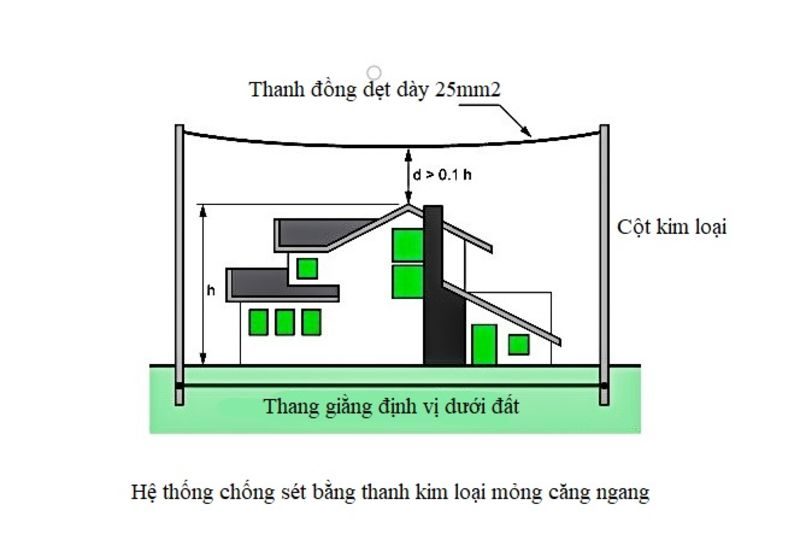 Thanh đồng dẹt dày 25mm2
d > 0.1 h
Cột kim loại
h
Thang giằng định vị dưới đất
Hệ thống chống sét bằng thanh kim loại mỏng căng ngang